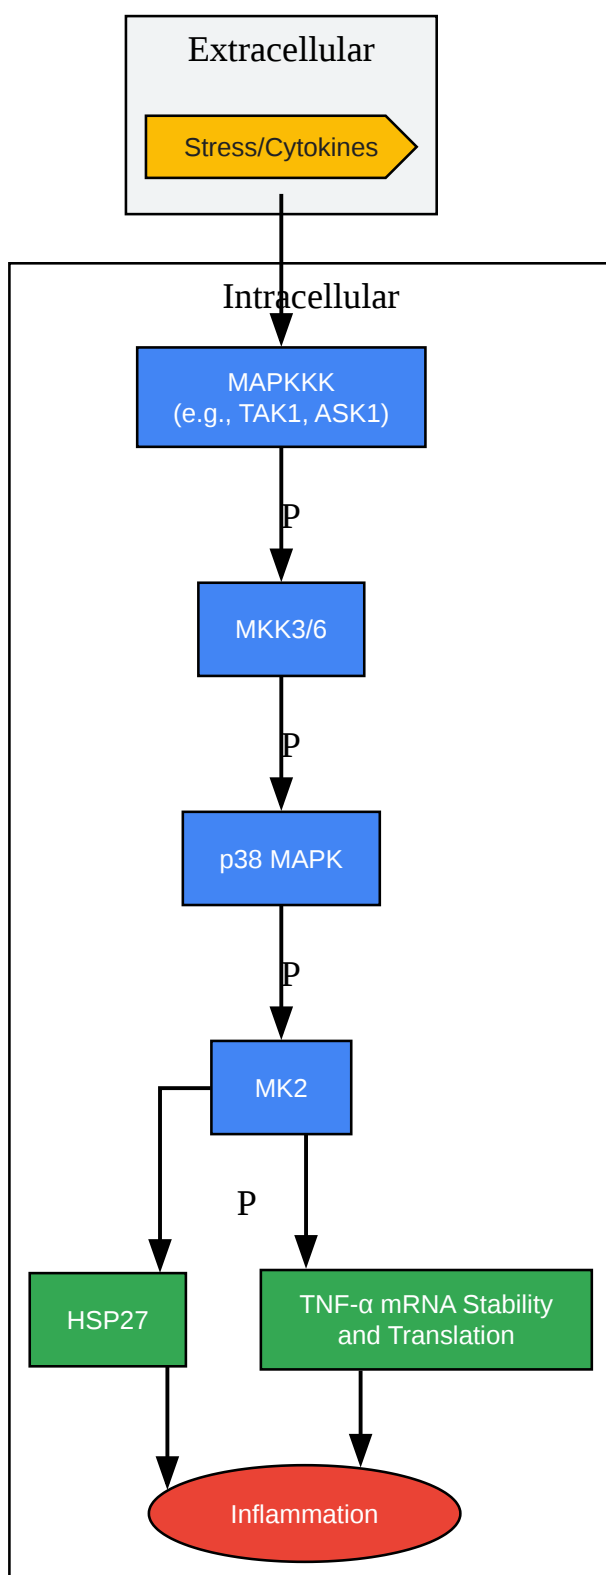 Extracellular
Stress/Cytokines
Intracellular
MAPKKK
(e.g., TAK1, ASK1)
P
MKK3/6
P
p38 MAPK
P
MK2
P
HSP27
TNF-α mRNA Stability
and Translation
Inflammation